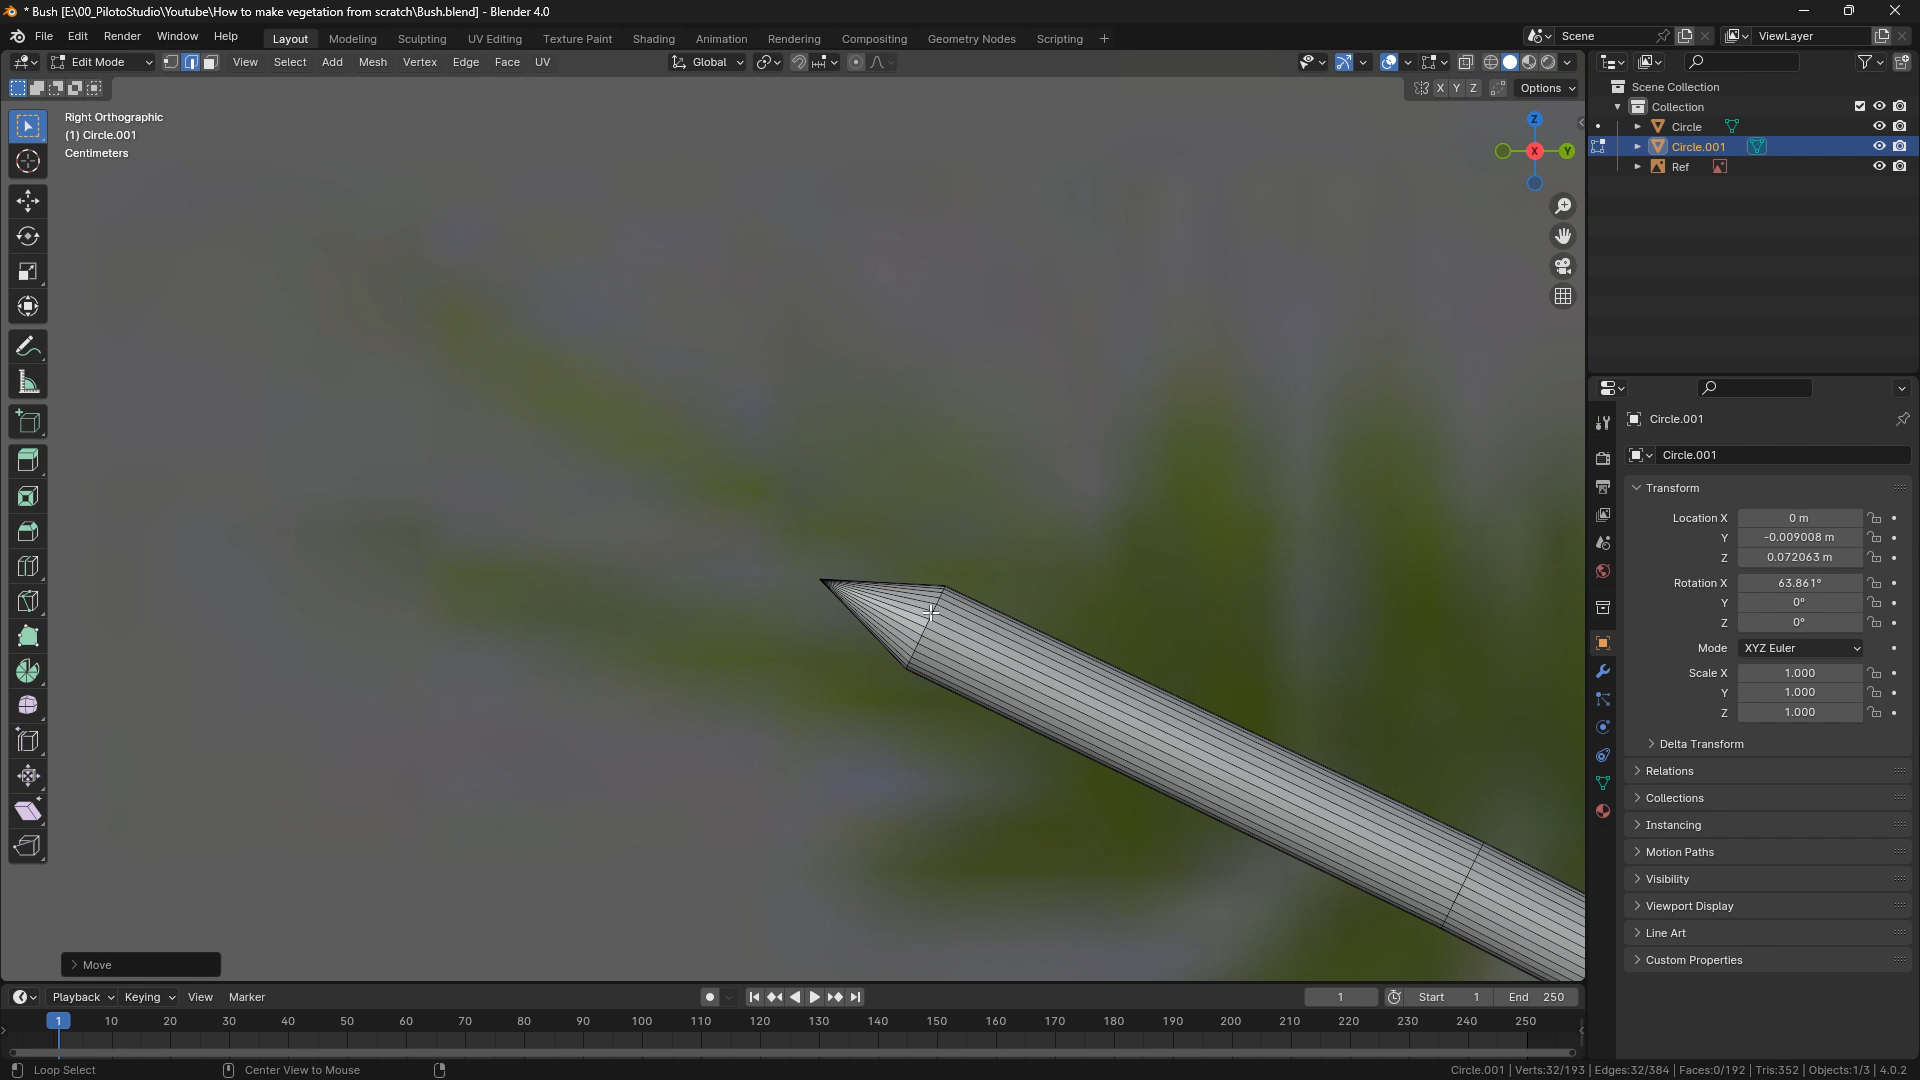 * Bush [E:\00_PilotoStudio\Youtube\How to make vegetation from scratch\Bush.blend] - Blender 4.0
File Edit Render Window Help Layout Modeling Sculpting UV Editing Texture Paint Shading Animation Rendering Compositing Geometry Nodes Scripting + Scene ViewLayer
Edit Mode View Select Add Mesh Vertex Edge Face UV Global
X Y Z Options
Right Orthographic
(1) Circle.001
Centimeters
Z
X
Y
Scene Collection
Collection
Circle
Circle.001
Ref
Circle.001
Circle.001
Transform
Location X 0 m
Y -0.009008 m
Z 0.072063 m
Rotation X 63.861°
Y 0°
Z 0°
Mode XYZ Euler
Scale X 1.000
Y 1.000
Z 1.000
Delta Transform
Relations
Collections
Instancing
Motion Paths
Visibility
Viewport Display
Line Art
Custom Properties
Move
Playback Keying View Marker 1 Start 1 End 250
1 10 20 30 40 50 60 70 80 90 100 110 120 130 140 150 160 170 180 190 200 210 220 230 240 250
Loop Select Center View to Mouse Circle.001 | Verts:32/193 | Edges:32/384 | Faces:0/192 | Tris:352 | Objects:1/3 | 4.0.2